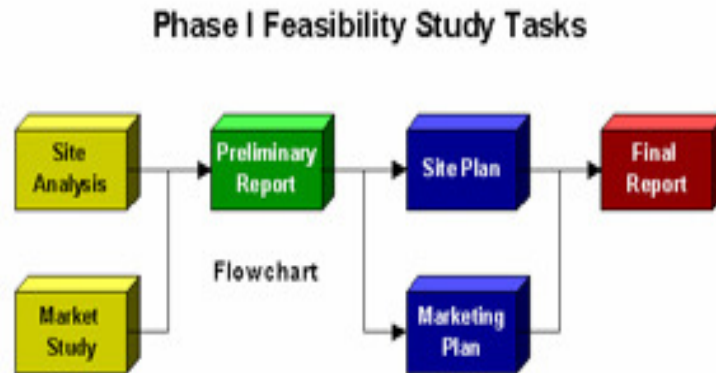 Phase I Feasibility Study Tasks
Site
Analysis
Preliminary
Report
Site Plan
Final
Report
Flowchart
Market
Study
Marketing
Plan